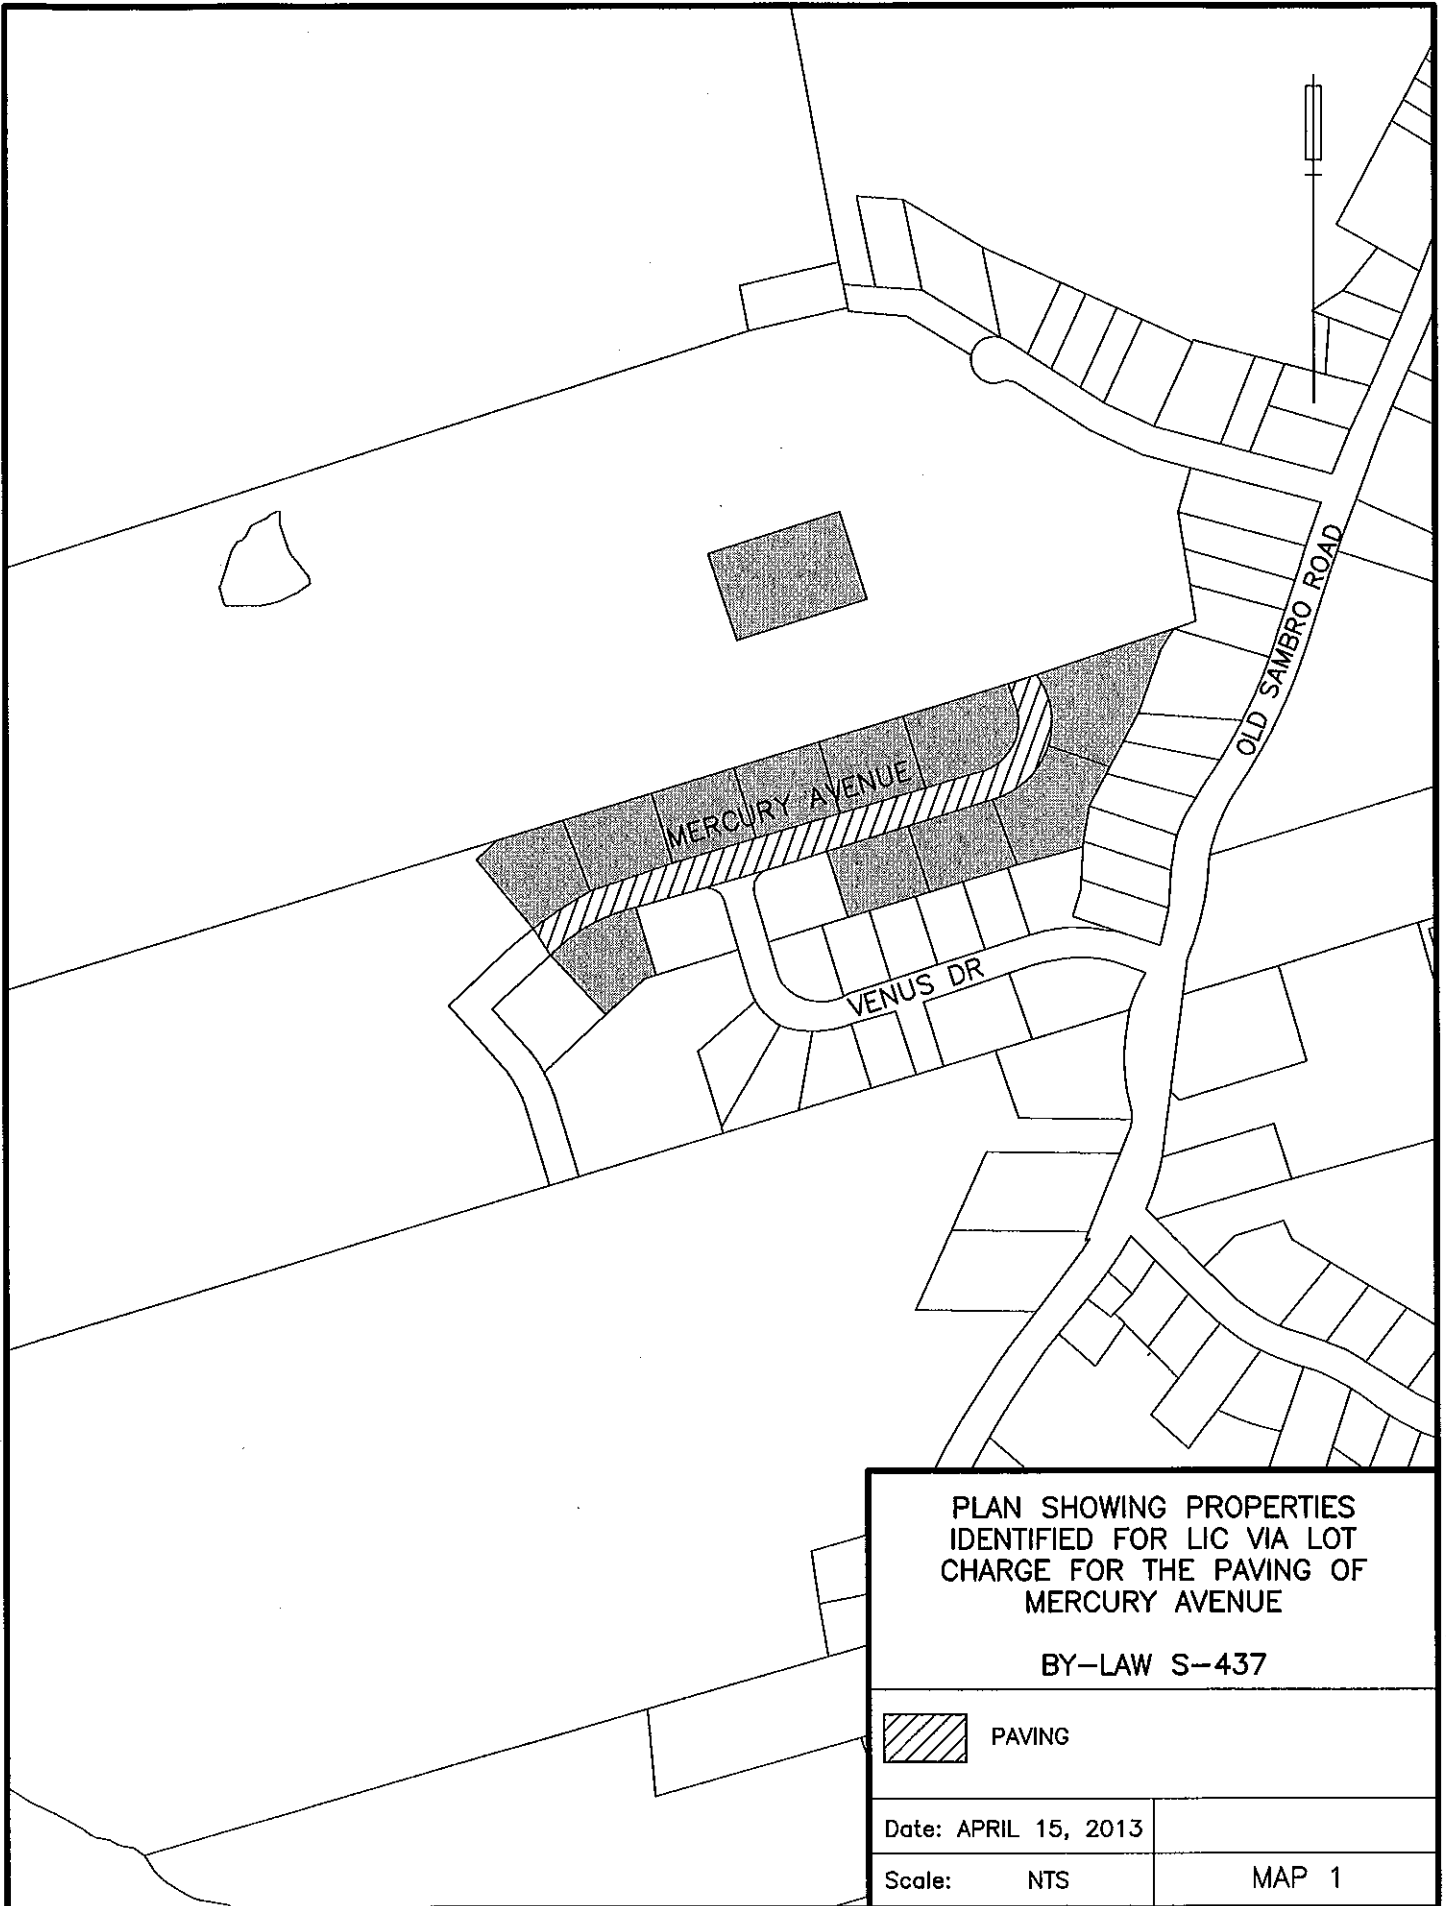 OLD SAMBRO ROAD
MERCURY AVENUE
VENUS DR
PLAN SHOWING PROPERTIES
IDENTIFIED FOR LIC VIA LOT
CHARGE FOR THE PAVING OF
MERCURY AVENUE
BY-LAW S-437
PAVING
Date: APRIL 15, 2013
Scale: NTS
MAP 1